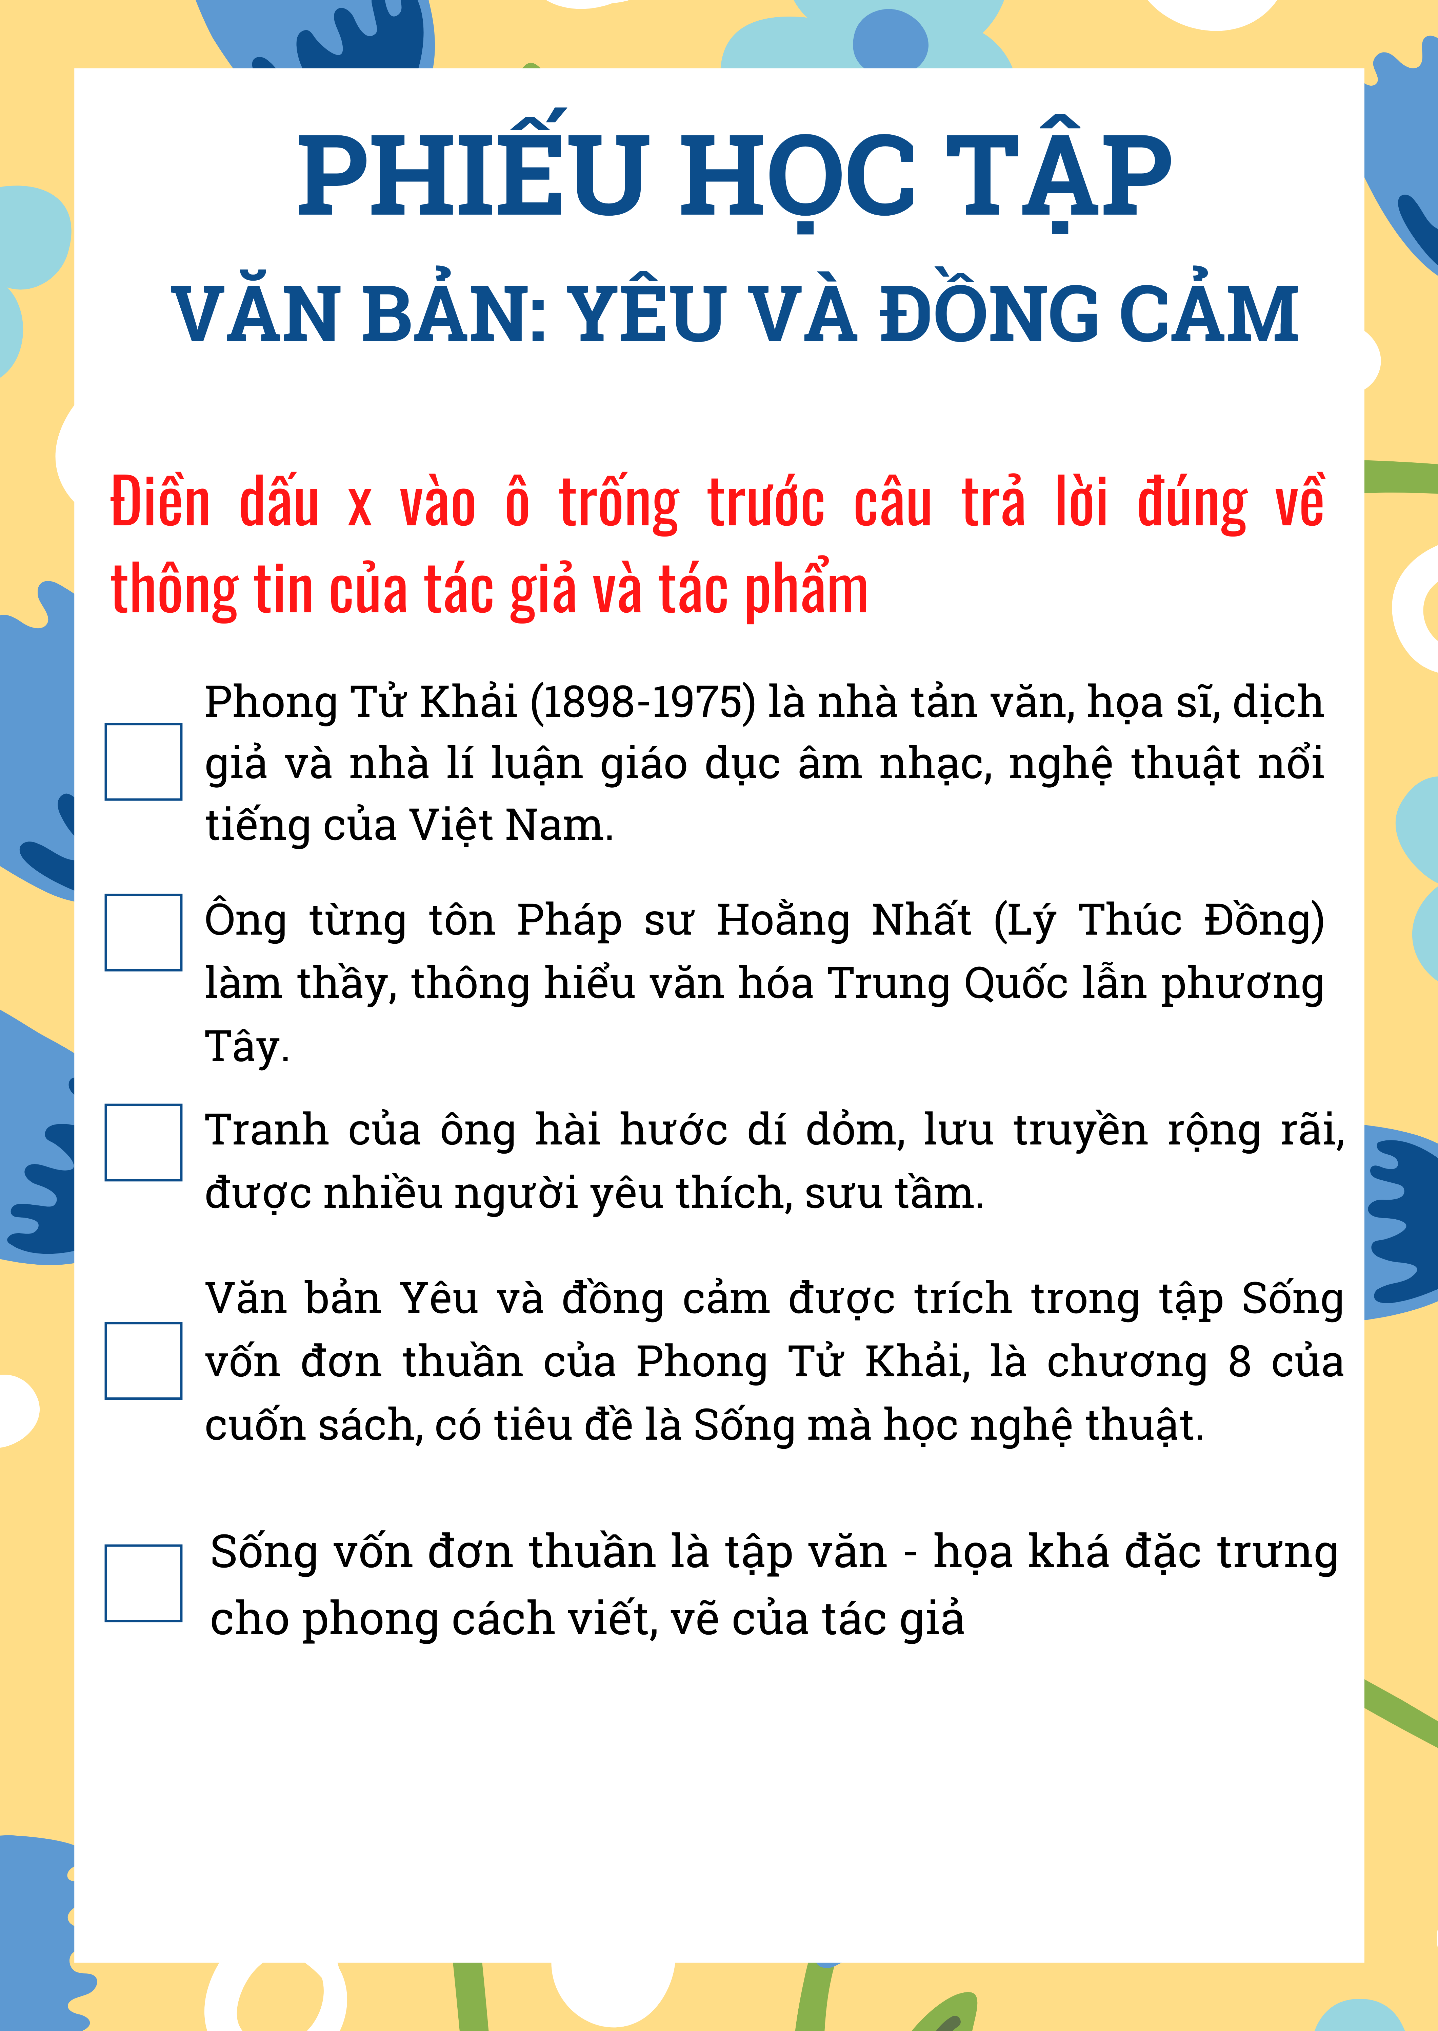 PHIẾU HỌC TẬP
VĂN BẢN: YÊU VÀ ĐỒNG CẢM
Điền dấu x vào ô trống trước câu trả lời đúng về
thông tin của tác giả và tác phẩm
Phong Tử Khải (1898-1975) là nhà tản văn, họa sĩ, dịch
giả và nhà lí luận giáo dục âm nhạc, nghệ thuật nổi
tiếng của Việt Nam.
Ông từng tôn Pháp sư Hoằng Nhất (Lý Thúc Đồng)
làm thầy, thông hiểu văn hóa Trung Quốc lẫn phương
Tây.
Tranh của ông hài hước dí dỏm, lưu truyền rộng rãi,
được nhiều người yêu thích, sưu tầm.
Văn bản Yêu và đồng cảm được trích trong tập Sống
vốn đơn thuần của Phong Tử Khải, là chương 8 của
cuốn sách, có tiêu đề là Sống mà học nghệ thuật.
Sống vốn đơn thuần là tập văn - họa khá đặc trưng
cho phong cách viết, vẽ của tác giả